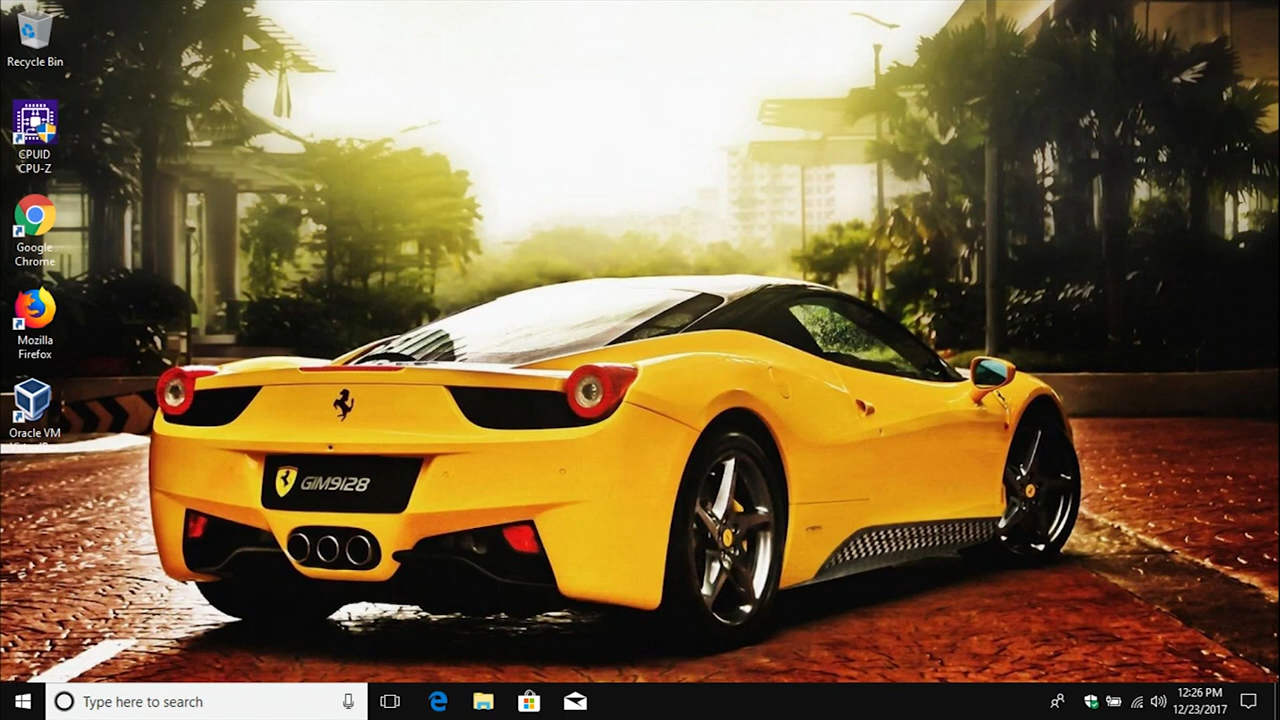 Recycle Bin
CPUID
CPU-Z
Google
Chrome
Mozilla
Firefox
Oracle VM
GIM9128
Type here to search
12:26 PM
12/23/2017